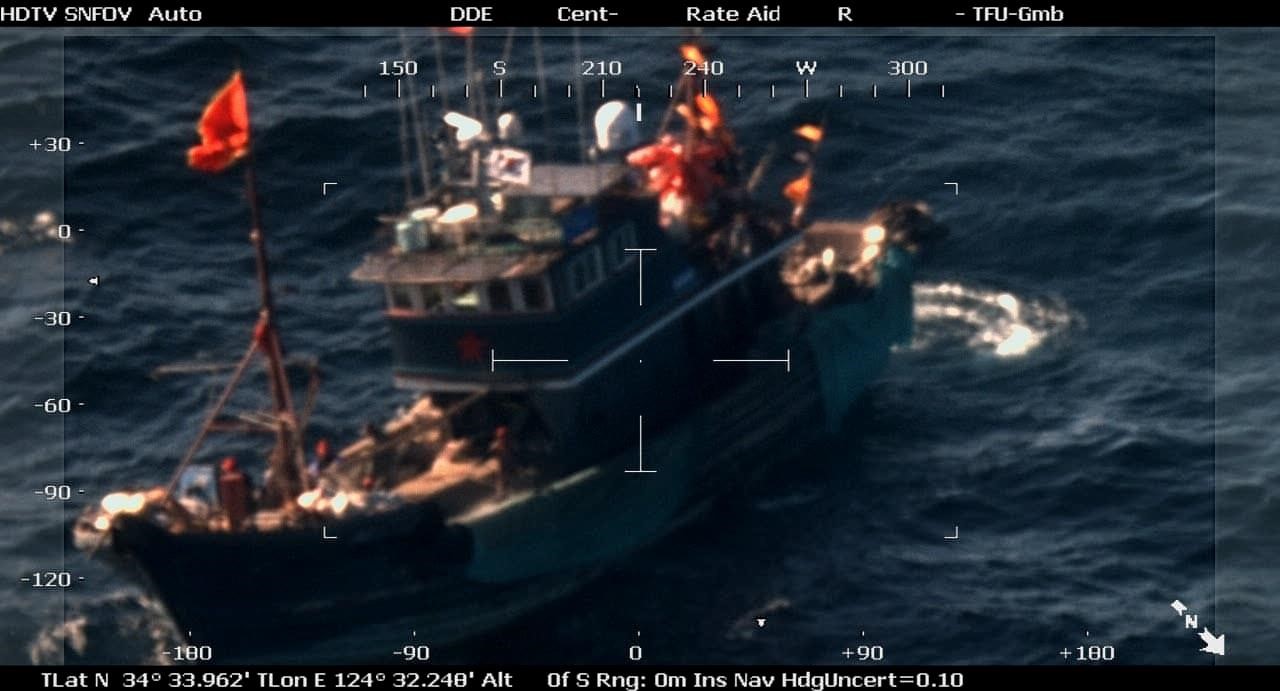 HDTV SNFOV Auto DDE Cent- Rate Aid R - TFU-Gmb
150 S 210 240 W 300
+30
0
-30
-60
-90
-120
N
-180 -90 0 +90 +180
TLat N 34° 33.962' TLon E 124° 32.248' Alt 0f S Rng: 0m Ins Nav HdgUncert=0.10